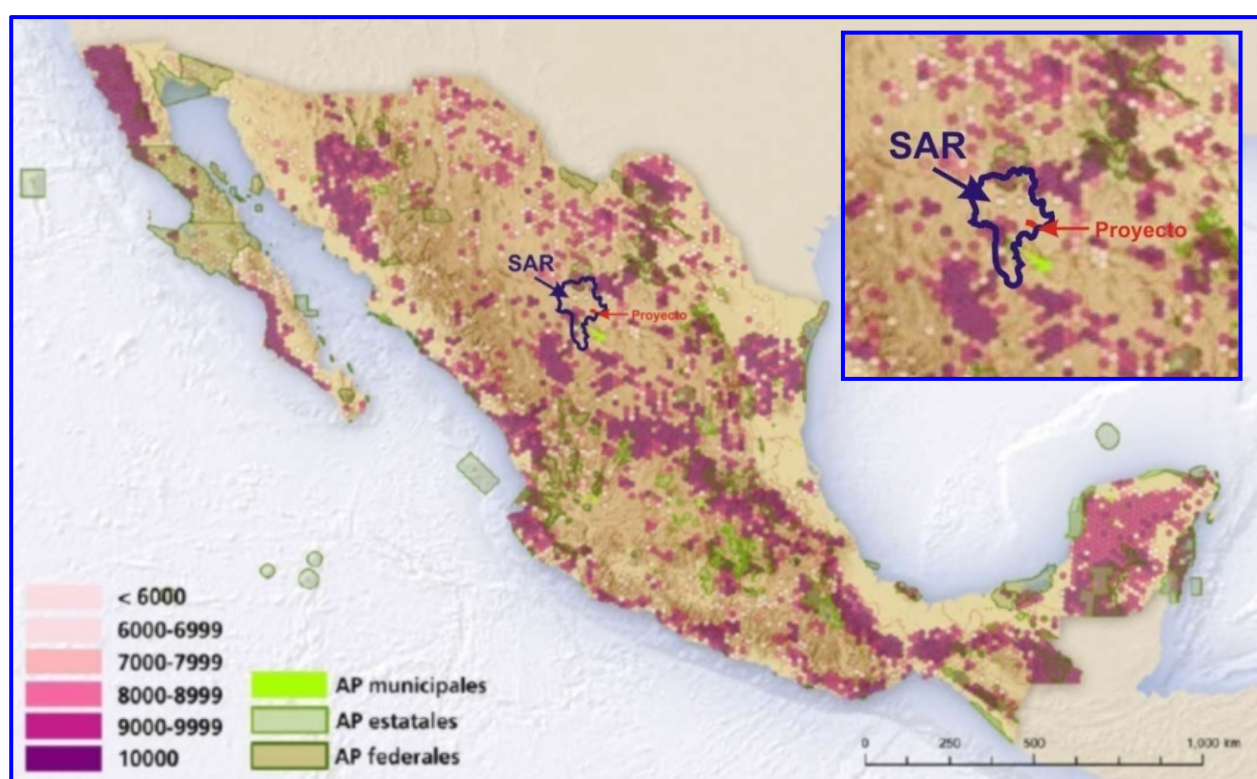 SAR
Proyecto
SAR
Proyecto
< 6000
6000-6999
7000-7999
8000-8999
9000-9999
10000
AP municipales
AP estatales
AP federales
0 250 500 1,000 km